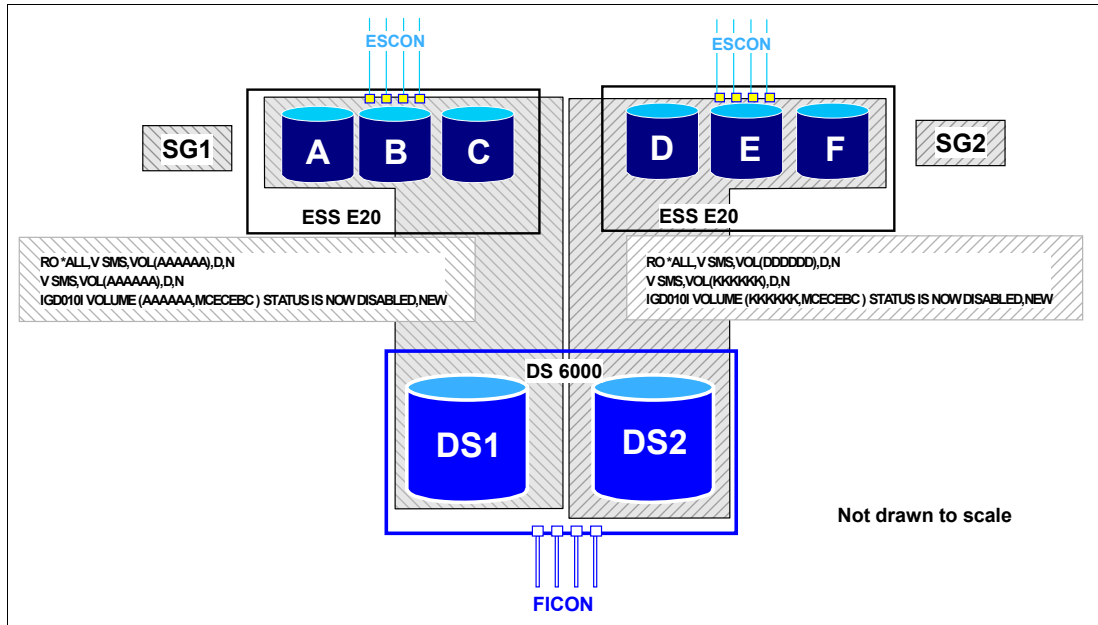 ESCON
ESCON
A
B
C
D
E
F
SG1
SG2
ESS E20
ESS E20
RO *ALL,V SMS,VOL(AAAAAA),D,N
V SMS,VOL(AAAAAA),D,N
IGD010I VOLUME (AAAAAA,MCECEBC ) STATUS IS NOW DISABLED,NEW
RO *ALL,V SMS,VOL(DDDDDD),D,N
V SMS,VOL(KKKKKK),D,N
IGD010I VOLUME (KKKKKK,MCECEBC ) STATUS IS NOW DISABLED,NEW
DS 6000
DS1
DS2
Not drawn to scale
FICON